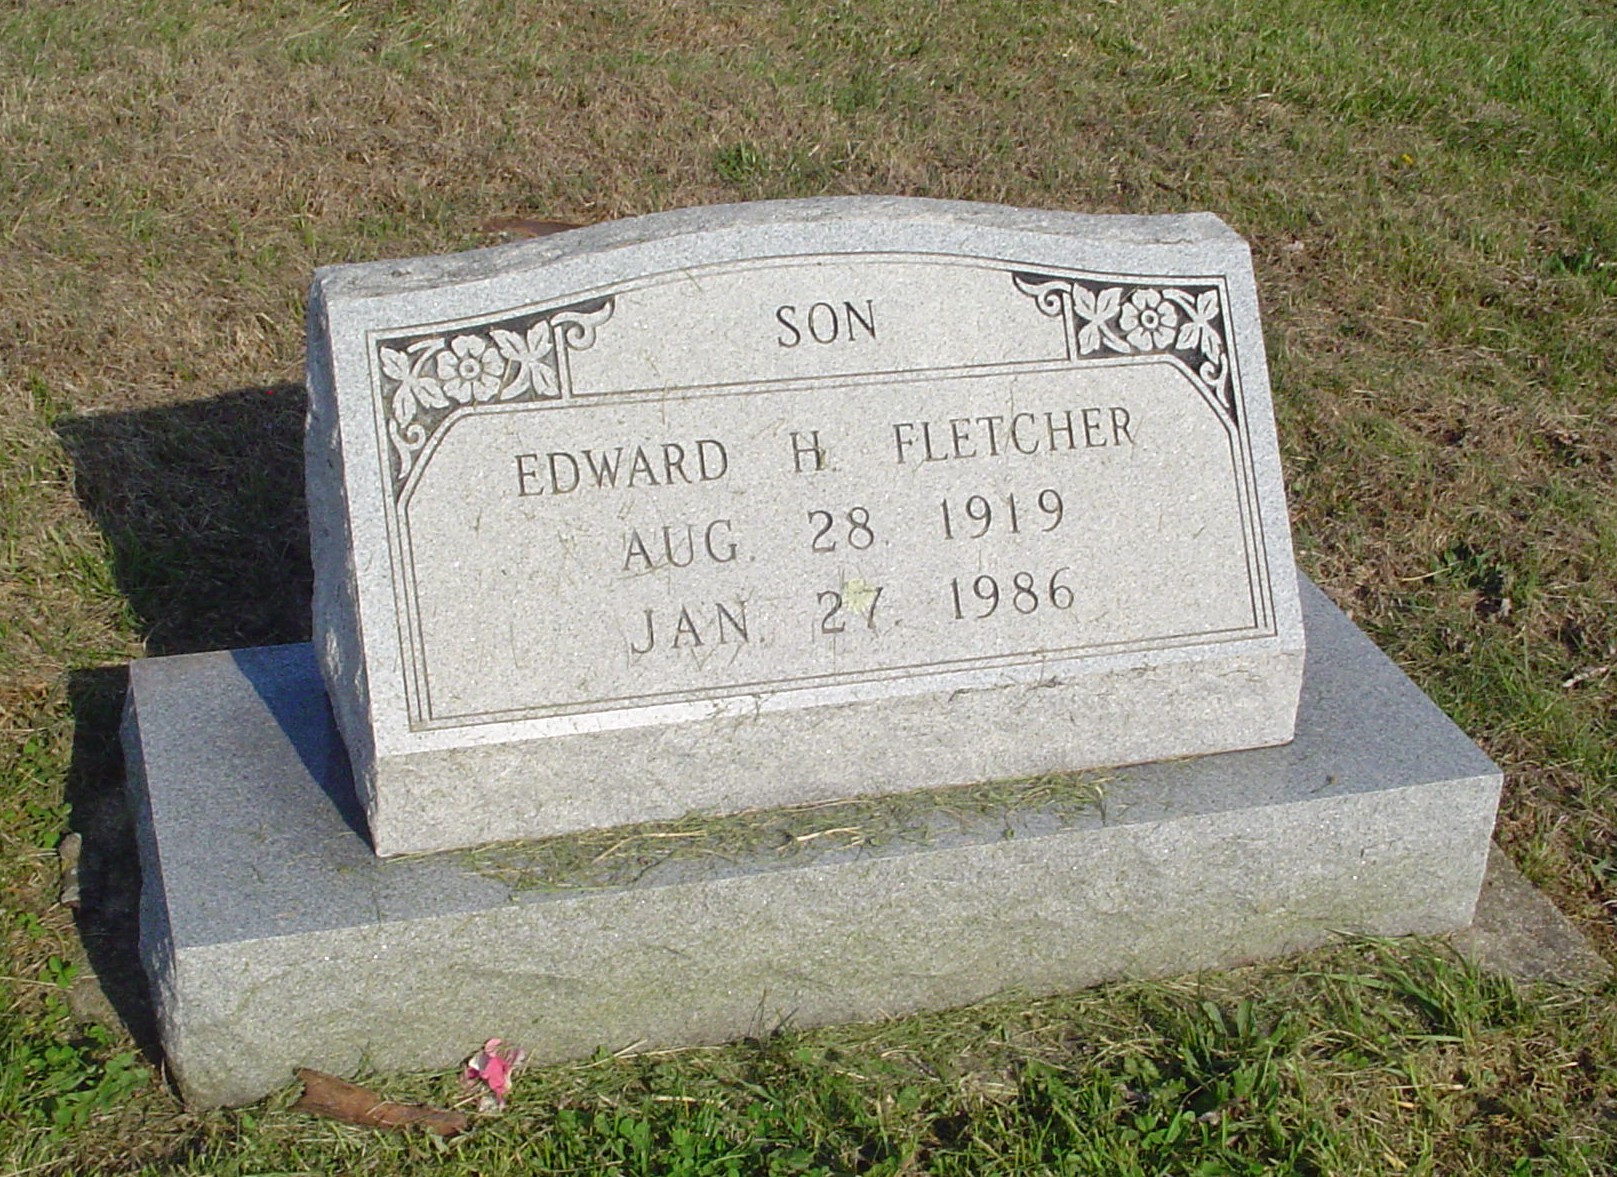 SON
EDWARD H. FLETCHER
AUG. 28. 1919
JAN. 27. 1986